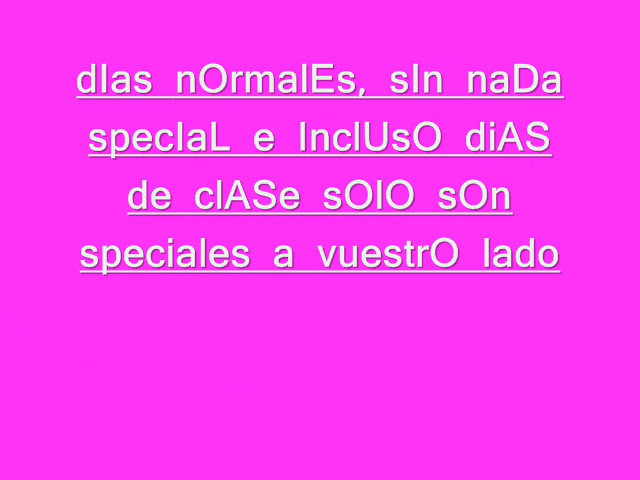 dIas nOrmalEs, sIn naDa
specIaL e InclUsO diAS
de clASe sOlO sOn
speciales a vuestrO lado